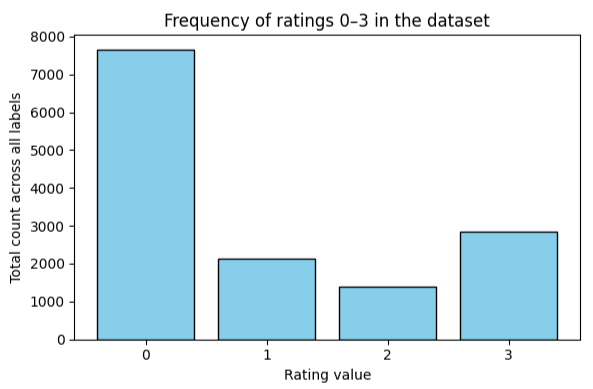 Frequency of ratings 0–3 in the dataset
Total count across all labels
8000
7000
6000
5000
4000
3000
2000
1000
0
0 1 2 3
Rating value